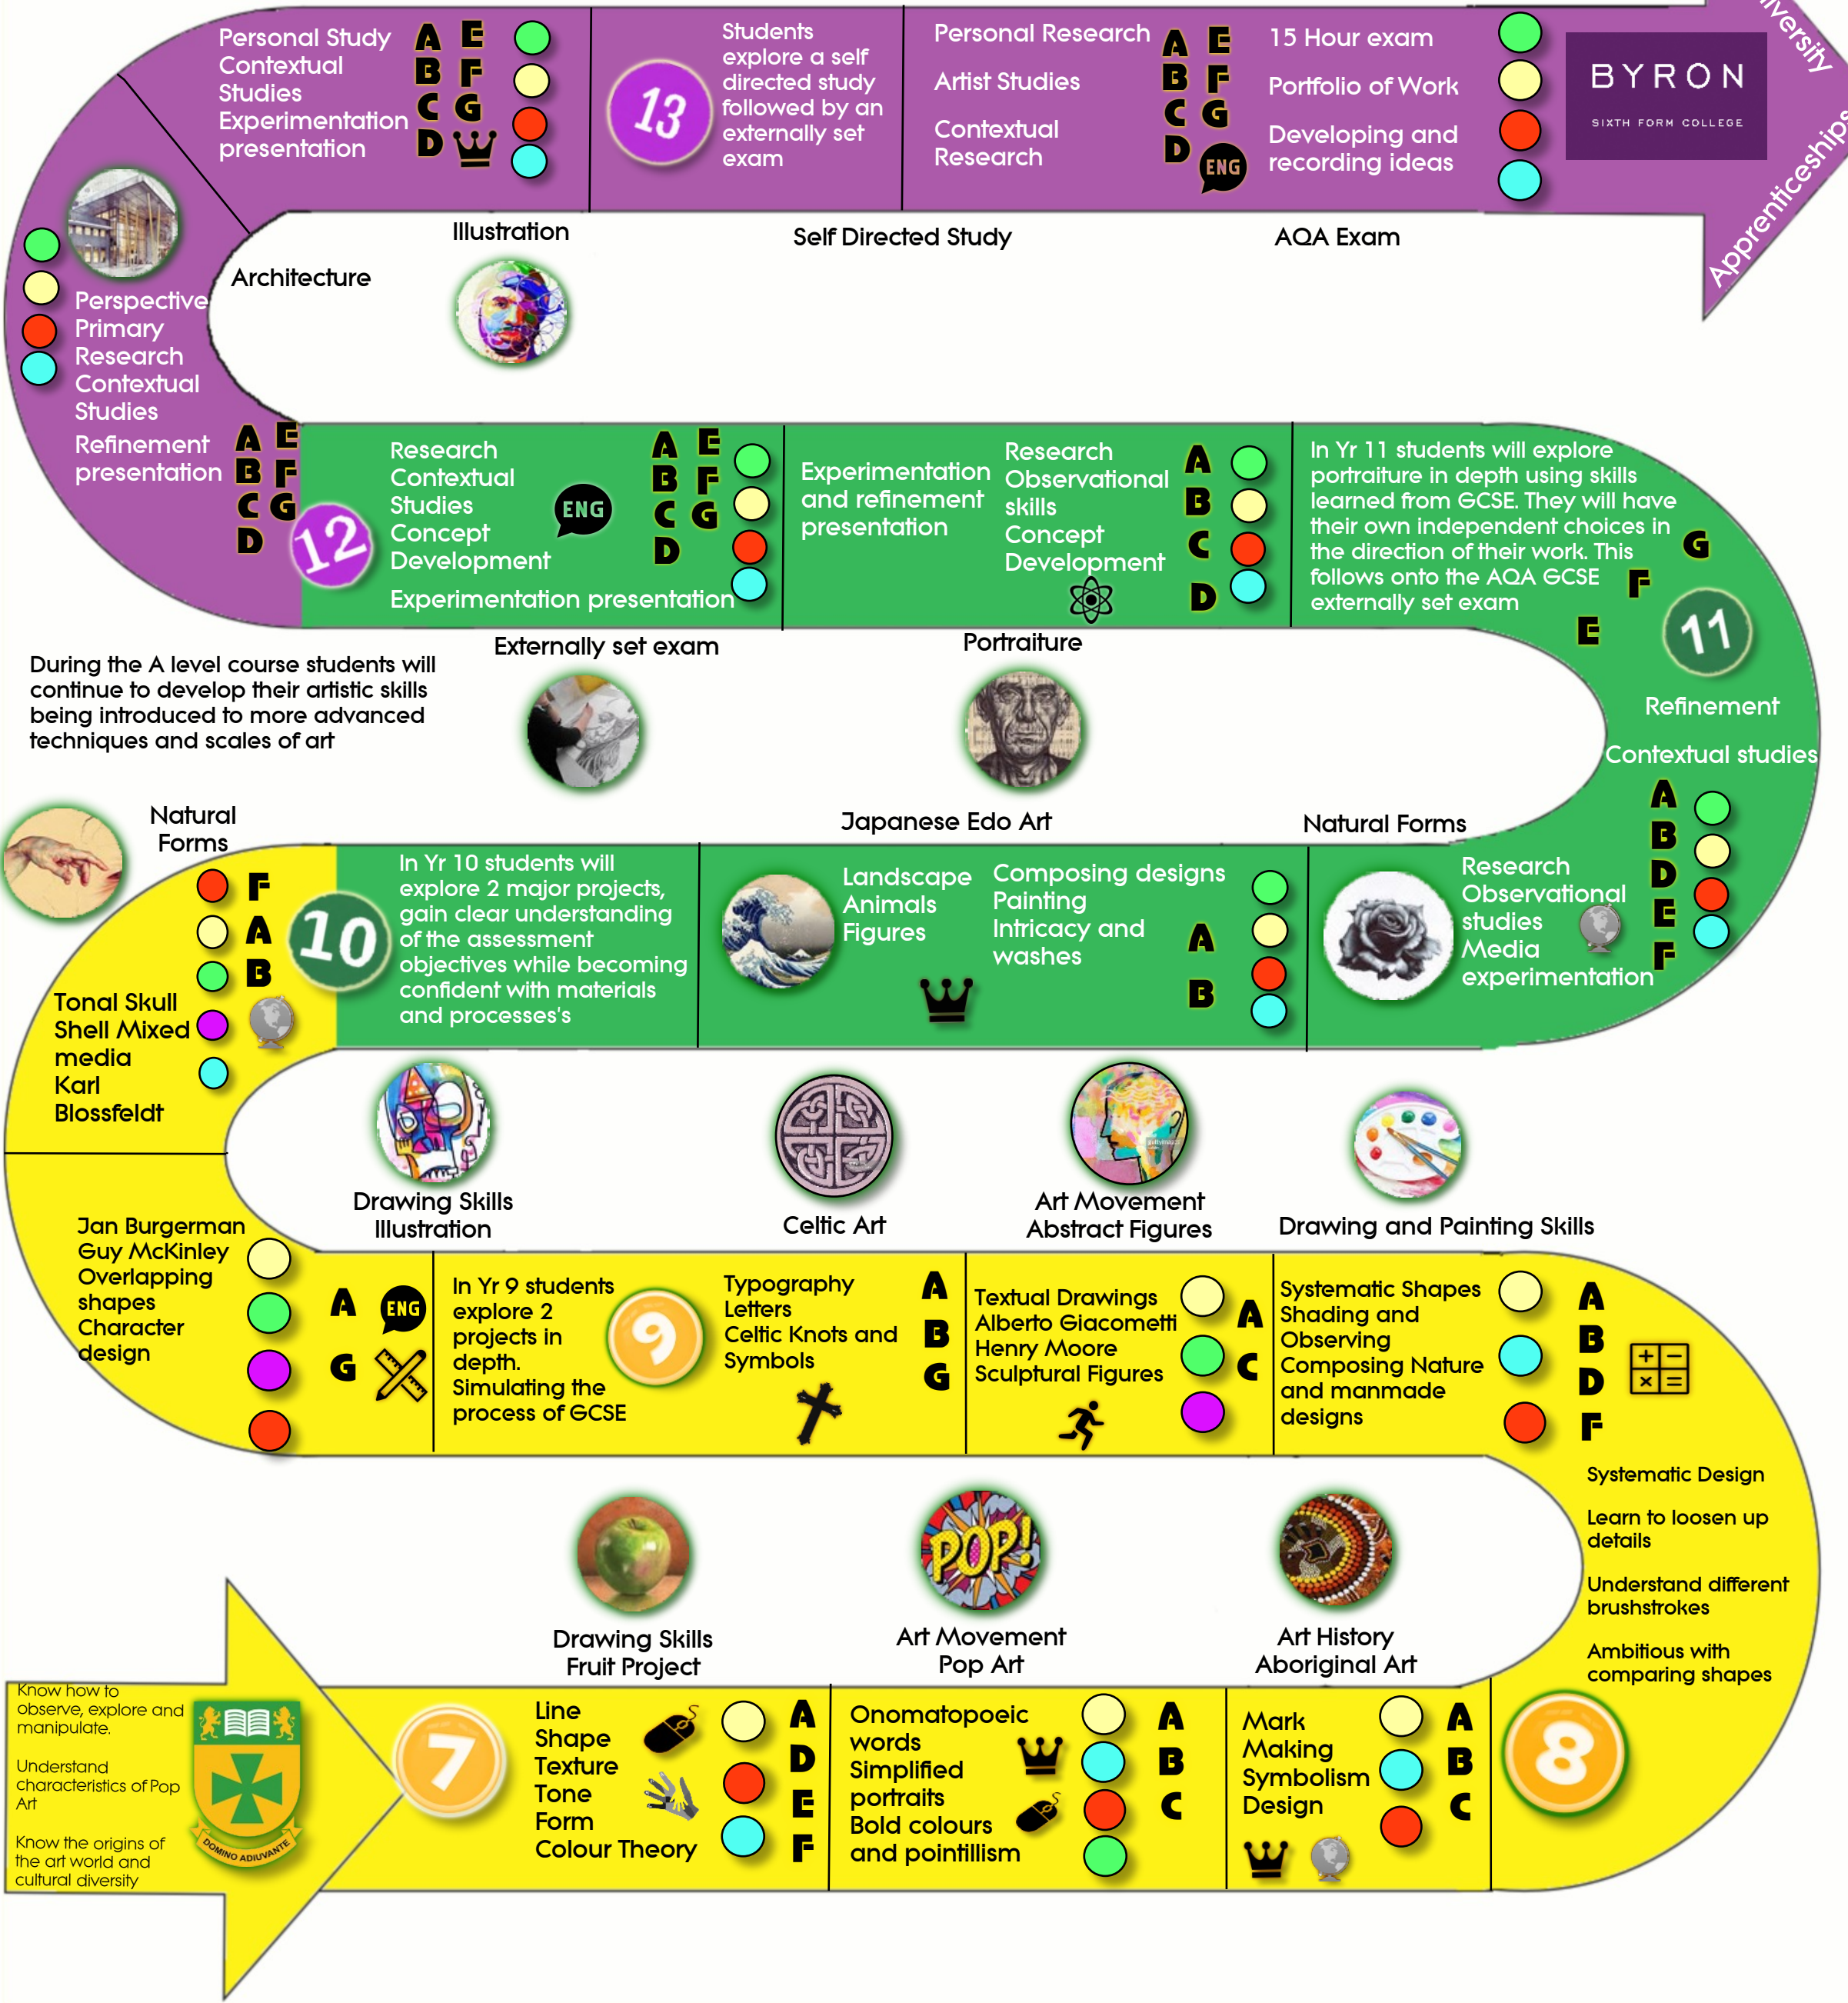 Personal Study
Contextual
Studies
Experimentation
presentation
A E
B F
C G
D
13
Students
explore a self
directed study
followed by an
externally set
exam
Personal Research
Artist Studies
Contextual
Research
A E
B F
C G
D
ENG
15 Hour exam
Portfolio of Work
Developing and
recording ideas
BYRON
SIXTH FORM COLLEGE
Apprenticeships
Illustration
Self Directed Study
AQA Exam
Architecture
Perspective
Primary
Research
Contextual
Studies
Refinement
presentation
A E
B F
C G
D
12
Research
Contextual
Studies
Concept
Development
Experimentation presentation
ENG
A E
B F
C G
D
Experimentation
and refinement
presentation
Research
Observational
skills
Concept
Development
A
B
C
D
In Yr 11 students will explore
portraiture in depth using skills
learned from GCSE. They will have
their own independent choices in
the direction of their work. This
follows onto the AQA GCSE
externally set exam
G
F
E
11
Externally set exam
Portraiture
During the A level course students will
continue to develop their artistic skills
being introduced to more advanced
techniques and scales of art
Refinement
Contextual studies
A
B
D
E
F
Natural
Forms
Japanese Edo Art
Natural Forms
F
A
B
Tonal Skull
Shell Mixed
media
Karl
Blossfeldt
10
In Yr 10 students will
explore 2 major projects,
gain clear understanding
of the assessment
objectives while becoming
confident with materials
and processes's
Landscape
Animals
Figures
Composing designs
Painting
Intricacy and
washes
A
B
Research
Observational
studies
Media
experimentation
Drawing Skills
Illustration
Celtic Art
Art Movement
Abstract Figures
Drawing and Painting Skills
Jan Burgerman
Guy McKinley
Overlapping
shapes
Character
design
A
ENG
G
In Yr 9 students
explore 2
projects in
depth.
Simulating the
process of GCSE
9
Typography
Letters
Celtic Knots and
Symbols
A
B
G
Textual Drawings
Alberto Giacometti
Henry Moore
Sculptural Figures
A
C
Systematic Shapes
Shading and
Observing
Composing Nature
and manmade
designs
A
B
D
F
+ −
× =
Systematic Design
Learn to loosen up
details
Understand different
brushstrokes
Ambitious with
comparing shapes
POP!
Drawing Skills
Fruit Project
Art Movement
Pop Art
Art History
Aboriginal Art
Know how to
observe, explore and
manipulate.
Understand
characteristics of Pop
Art
Know the origins of
the art world and
cultural diversity
DOMINO ADIUVANTE
7
Line
Shape
Texture
Tone
Form
Colour Theory
A
D
E
F
Onomatopoeic
words
Simplified
portraits
Bold colours
and pointillism
A
B
C
Mark
Making
Symbolism
Design
A
B
C
8